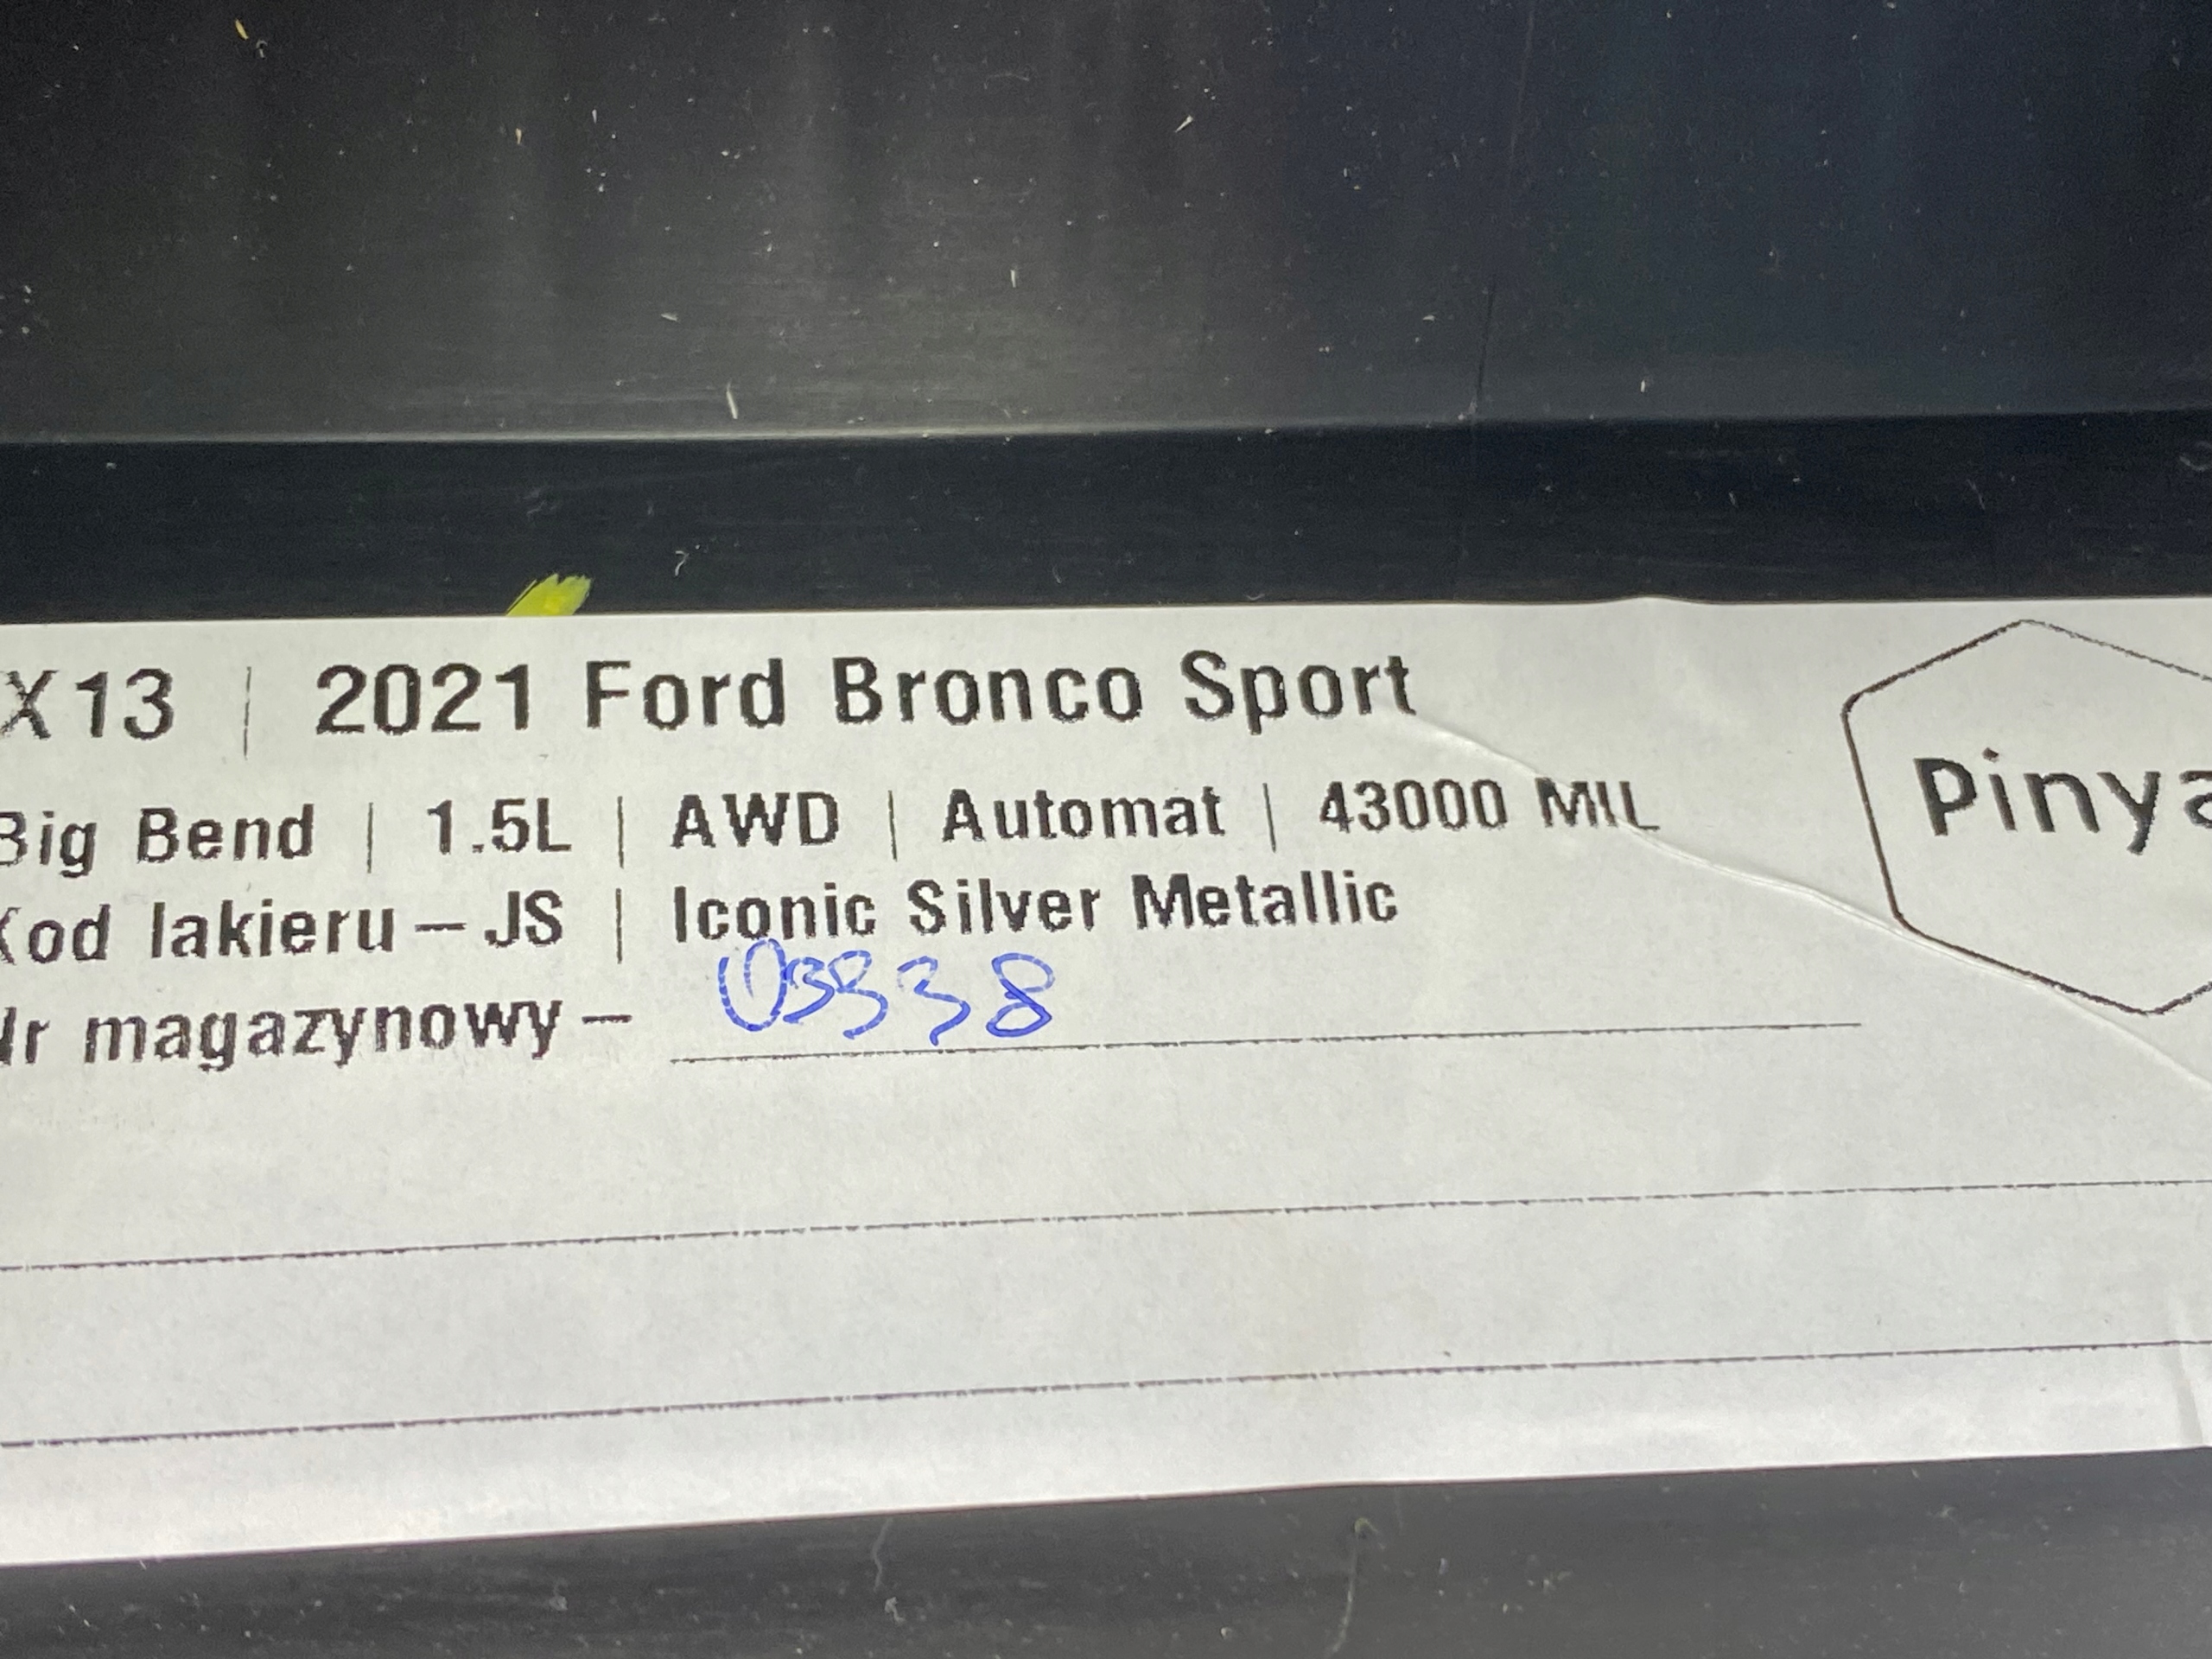 X13 | 2021 Ford Bronco Sport
Big Bend | 1.5L | AWD | Automat | 43000 MIL
Kod lakieru – JS | Iconic Silver Metallic
Nr magazynowy –
Pinya